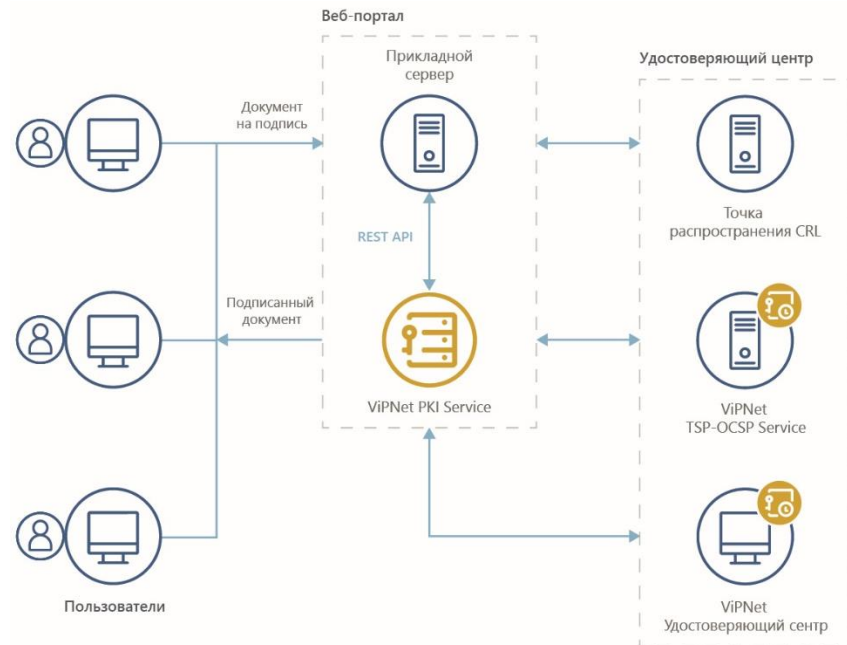 Веб-портал
Прикладной
сервер
Удостоверяющий центр
Документ
на подпись
Точка
распространения CRL
REST API
Подписанный
документ
ViPNet PKI Service
ViPNet
TSP-OCSP Service
Пользователи
ViPNet
Удостоверяющий сентр